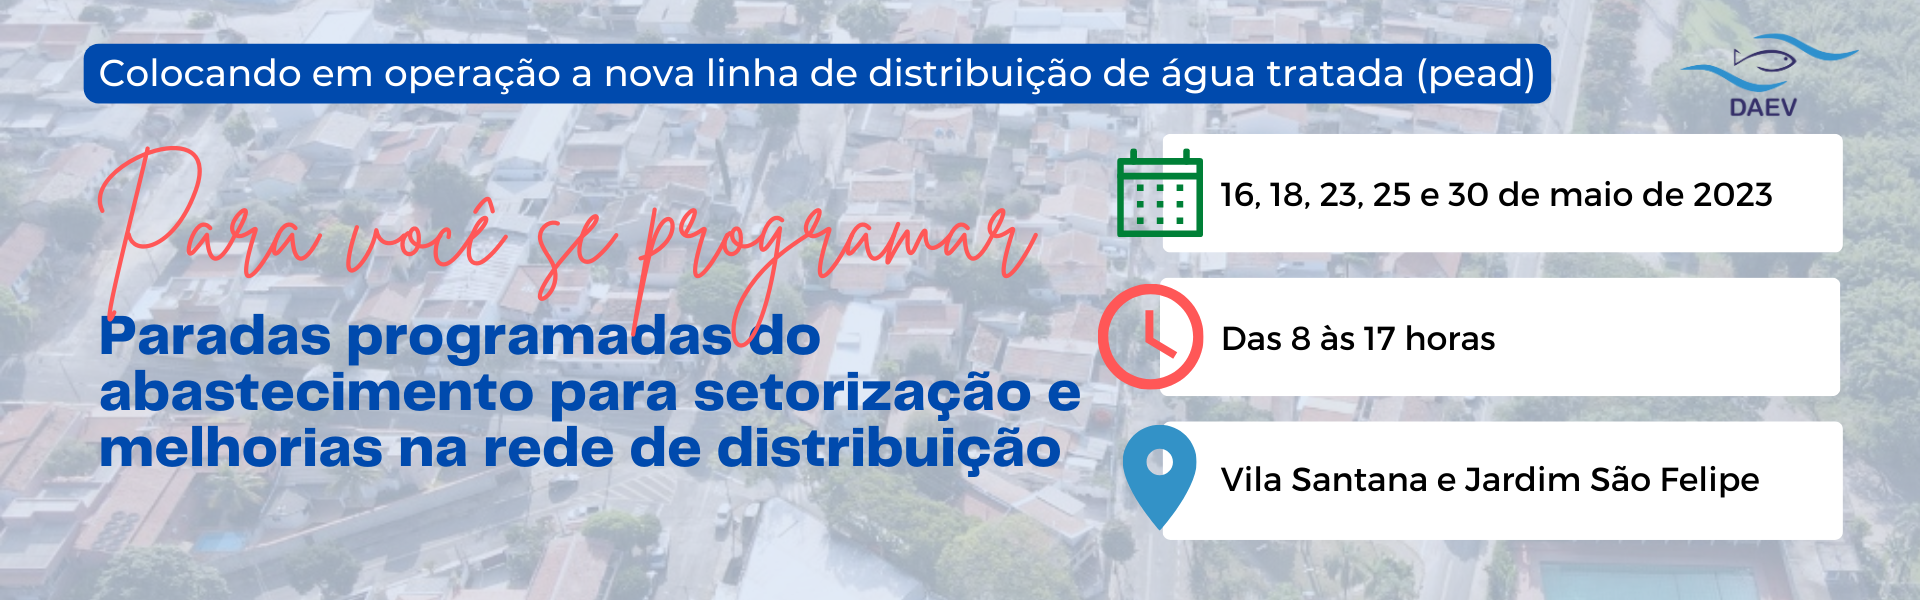 Colocando em operação a nova linha de distribuição de água tratada (pead)
DAEV
Para você se programar
Paradas programadas do
abastecimento para setorização e
melhorias na rede de distribuição
16, 18, 23, 25 e 30 de maio de 2023
Das 8 às 17 horas
Vila Santana e Jardim São Felipe